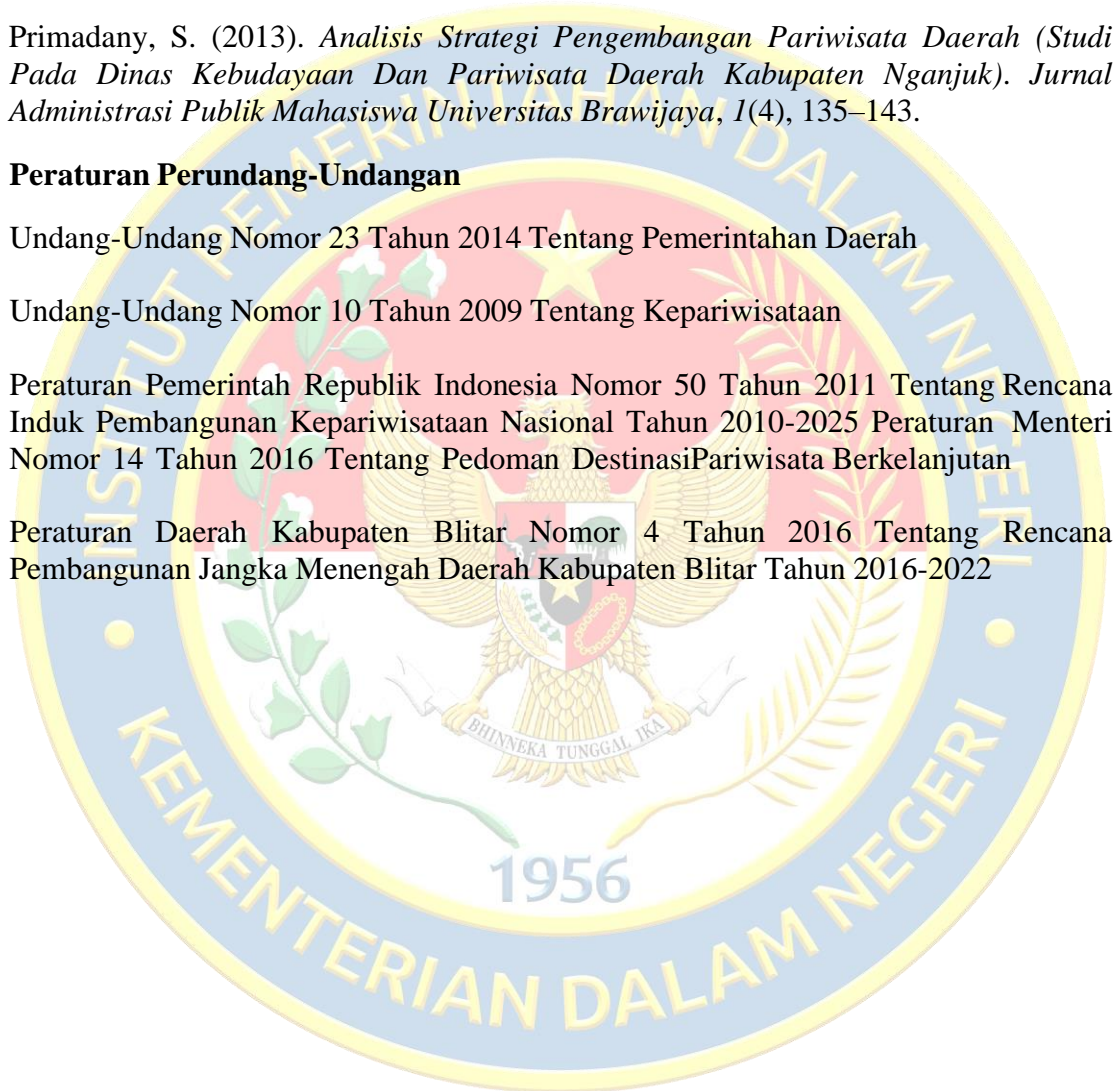 Primadany, S. (2013). Analisis Strategi Pengembangan Pariwisata Daerah (Studi
Pada Dinas Kebudayaan Dan Pariwisata Daerah Kabupaten Nganjuk). Jurnal
Administrasi Publik Mahasiswa Universitas Brawijaya, 1(4), 135–143.
Peraturan Perundang-Undangan
Undang-Undang Nomor 23 Tahun 2014 Tentang Pemerintahan Daerah
Undang-Undang Nomor 10 Tahun 2009 Tentang Kepariwisataan
Peraturan Pemerintah Republik Indonesia Nomor 50 Tahun 2011 Tentang Rencana
Induk Pembangunan Kepariwisataan Nasional Tahun 2010-2025 Peraturan Menteri
Nomor 14 Tahun 2016 Tentang Pedoman DestinasiPariwisata Berkelanjutan
Peraturan Daerah Kabupaten Blitar Nomor 4 Tahun 2016 Tentang Rencana
Pembangunan Jangka Menengah Daerah Kabupaten Blitar Tahun 2016-2022
INSTITUT PEMERINTAHAN DALAM NEGERI
BHINNEKA TUNGGAL IKA
1956
KEMENTERIAN DALAM NEGERI